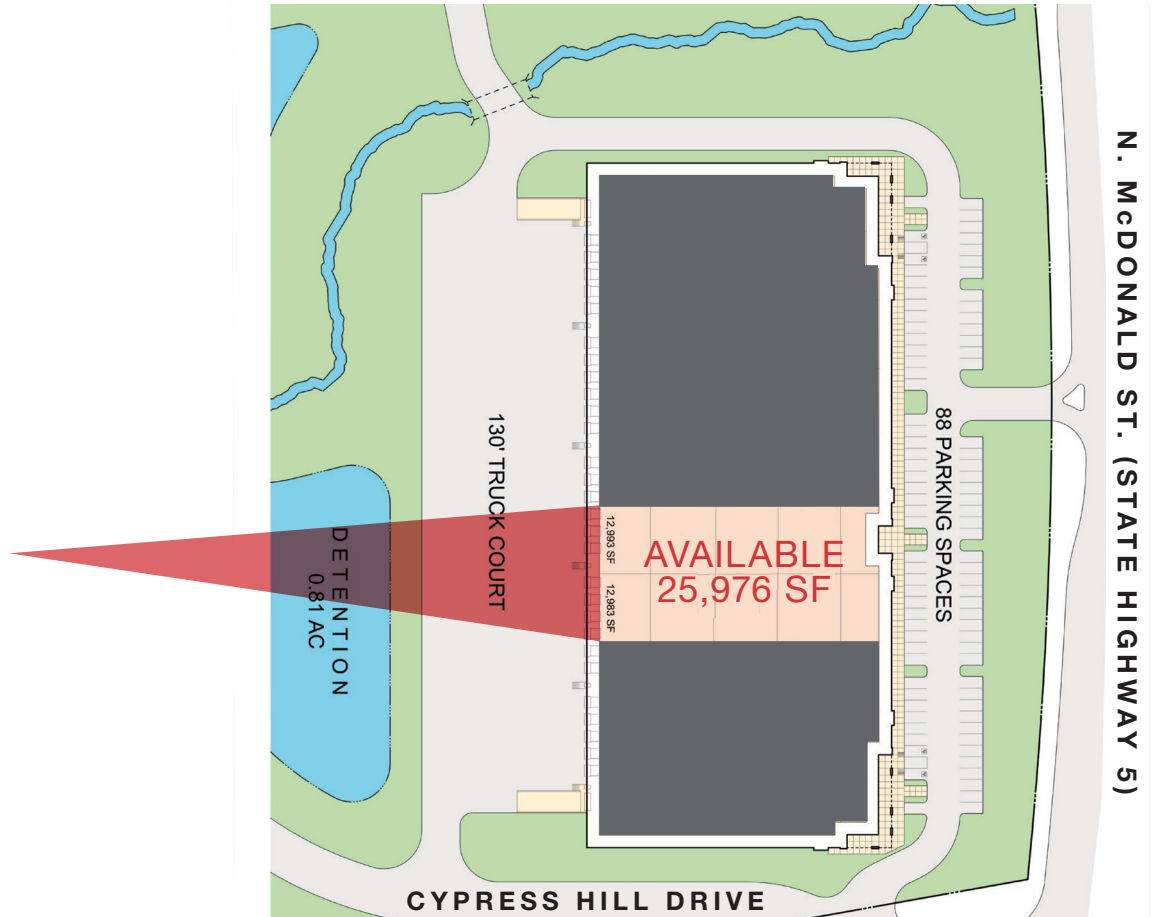 N. McDONALD ST. (STATE HIGHWAY 5)
88 PARKING SPACES
130' TRUCK COURT
12,993 SF
12,983 SF
AVAILABLE
25,976 SF
DETENTION
0.81 AC
CYPRESS HILL DRIVE